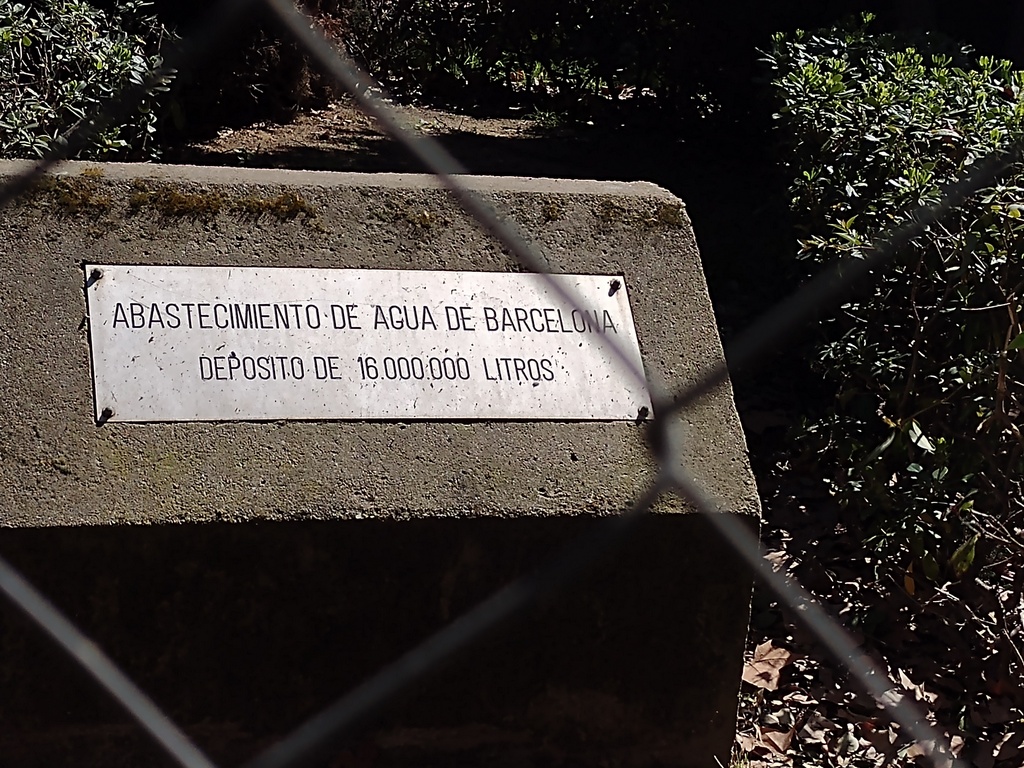 ABASTECIMIENTO DE AGUA DE BARCELONA
DEPOSITO DE 16.000.000 LITROS